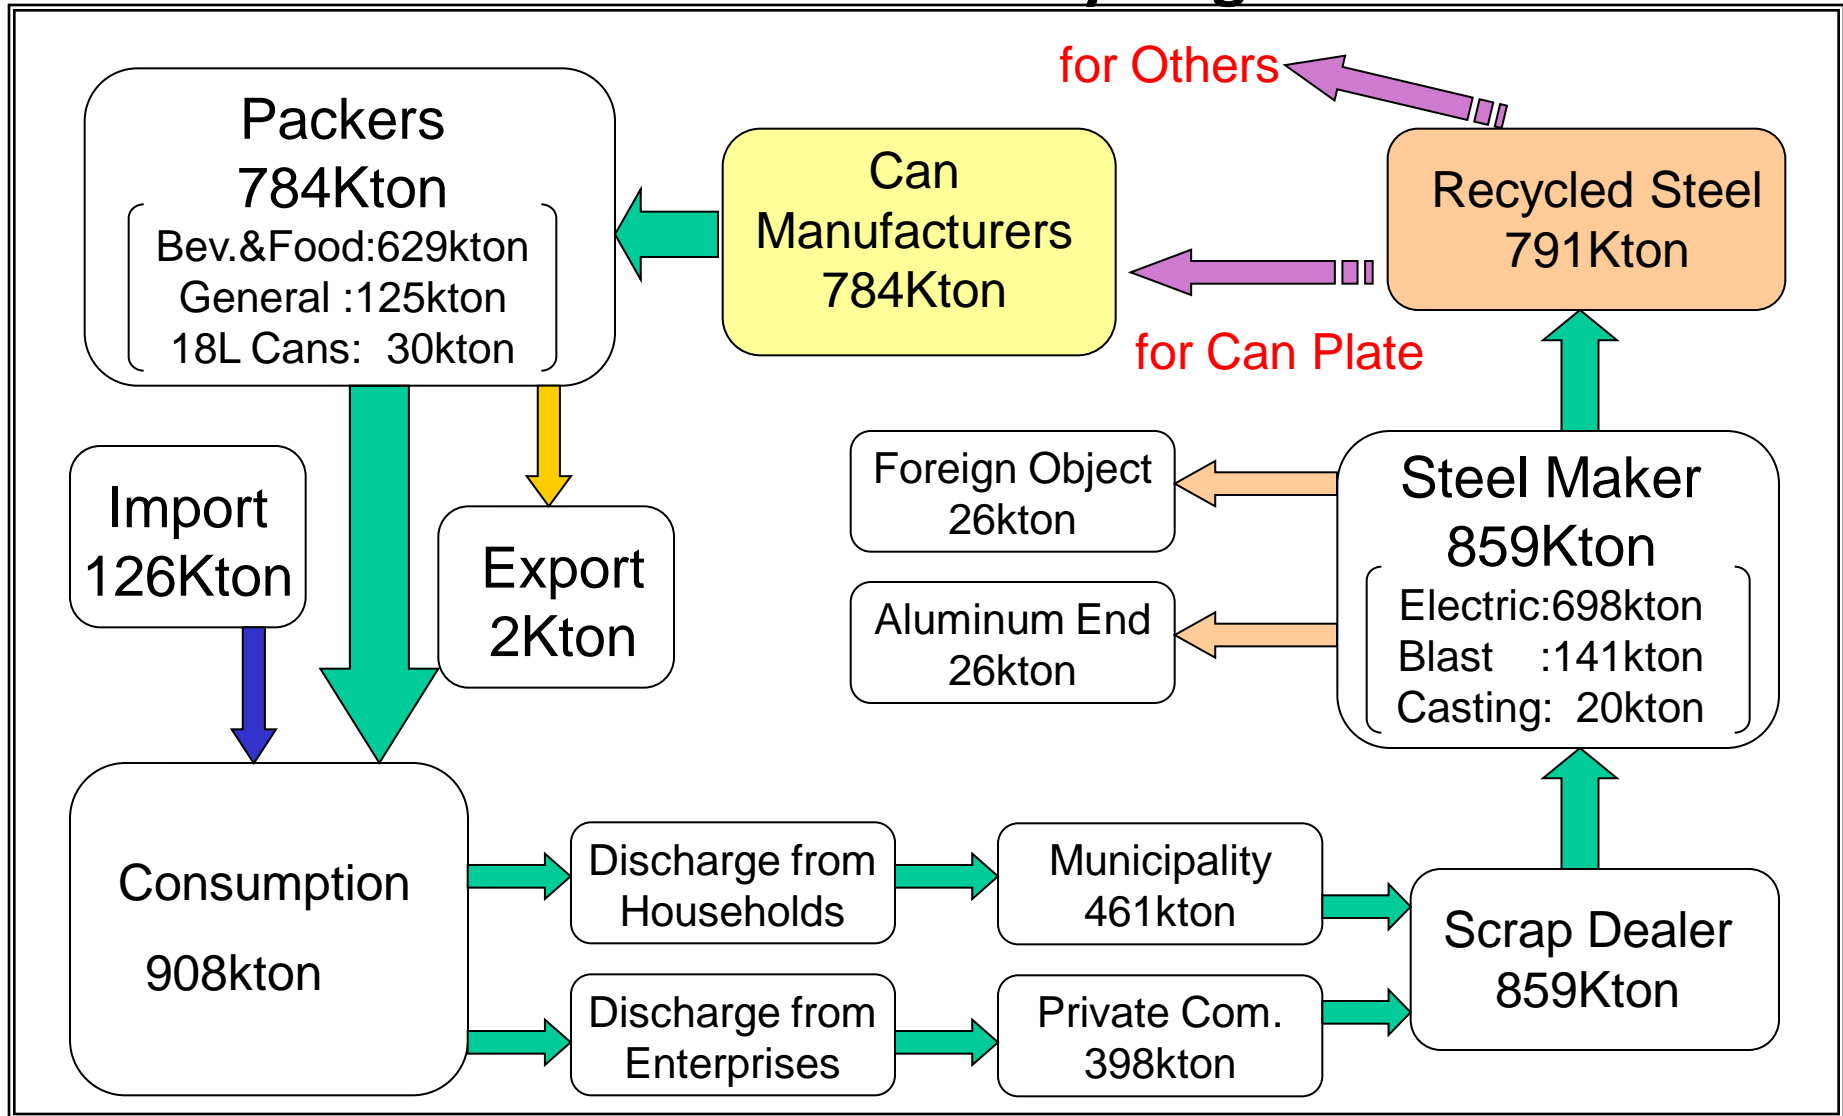 for Others
Packers
784Kton
Bev.&Food:629kton
General :125kton
18L Cans: 30kton
Can
Manufacturers
784Kton
Recycled Steel
791Kton
for Can Plate
Import
126Kton
Export
2Kton
Foreign Object
26kton
Aluminum End
26kton
Steel Maker
859Kton
Electric:698kton
Blast :141kton
Casting: 20kton
Consumption
908kton
Discharge from
Households
Municipality
461kton
Discharge from
Enterprises
Private Com.
398kton
Scrap Dealer
859Kton